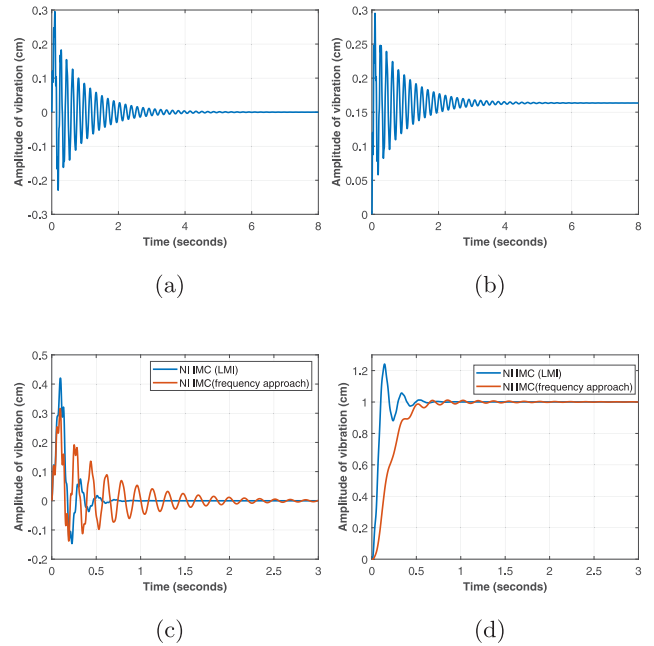 0.3
0.2
0.1
0
-0.1
-0.2
-0.3
Amplitude of vibration (cm)
0 2 4 6 8
Time (seconds)
(a)
0.3
0.25
0.2
0.15
0.1
0.05
0
Amplitude of vibration (cm)
0 2 4 6 8
Time (seconds)
(b)
0.5
0.4
0.3
0.2
0.1
0
-0.1
-0.2
Amplitude of vibration (cm)
NI IMC (LMI)
NI IMC(frequency approach)
0 0.5 1 1.5 2 2.5 3
Time (seconds)
(c)
1.2
1
0.8
0.6
0.4
0.2
0
Amplitude of vibration (cm)
NI IMC (LMI)
NI IMC(frequency approach)
0 0.5 1 1.5 2 2.5 3
Time (seconds)
(d)